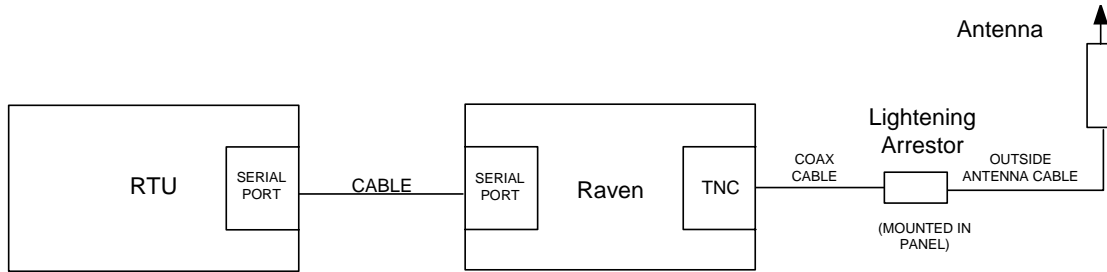 Antenna
Lightening
Arrestor
RTU
SERIAL
PORT
CABLE
SERIAL
PORT
Raven
TNC
COAX
CABLE
OUTSIDE
ANTENNA CABLE
(MOUNTED IN
PANEL)